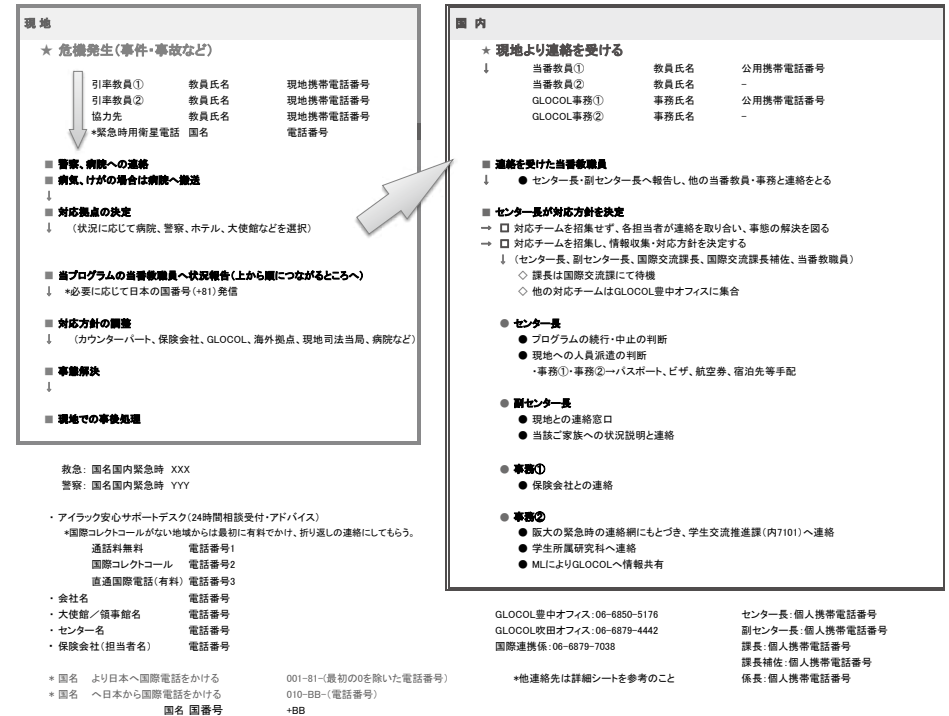 現 地
★ 危機発生(事件・事故など)
引率教員① 教員氏名 現地携帯電話番号
引率教員② 教員氏名 現地携帯電話番号
協力先 教員氏名 現地携帯電話番号
*緊急時用衛星電話 国名 電話番号
■ 警察、病院への連絡
■ 病気、けがの場合は病院へ搬送
↓
■ 対応拠点の決定
↓ (状況に応じて病院、警察、ホテル、大使館などを選択)
■ 当プログラムの当番教職員へ状況報告(上から順につながるところへ)
↓ *必要に応じて日本の国番号(+81)発信
■ 対応方針の調整
↓ (カウンターパート、保険会社、GLOCOL、海外拠点、現地司法当局、病院など)
■ 事態解決
↓
■ 現地での事後処理
救急: 国名国内緊急時 XXX
警察: 国名国内緊急時 YYY
・ アイラック安心サポートデスク(24時間相談受付・アドバイス)
*国際コレクトコールがない地域からは最初に有料でかけ、折り返しの連絡にしてもらう。
通話料無料 電話番号1
国際コレクトコール 電話番号2
直通国際電話(有料) 電話番号3
・ 会社名 電話番号
・ 大使館/領事館名 電話番号
・ センター名 電話番号
・ 保険会社(担当者名) 電話番号
* 国名 より日本へ国際電話をかける 001-81-(最初の0を除いた電話番号)
* 国名 へ日本から国際電話をかける 010-BB-(電話番号)
国名 国番号 +BB
国 内
★ 現地より連絡を受ける
↓ 当番教員① 教員氏名 公用携帯電話番号
当番教員② 教員氏名 -
GLOCOL事務① 事務氏名 公用携帯電話番号
GLOCOL事務② 事務氏名 -
■ 連絡を受けた当番教職員
↓ ● センター長・副センター長へ報告し、他の当番教員・事務と連絡をとる
■ センター長が対応方針を決定
→ □ 対応チームを招集せず、各担当者が連絡を取り合い、事態の解決を図る
→ □ 対応チームを招集し、情報収集・対応方針を決定する
↓ (センター長、副センター長、国際交流課長、国際交流課長補佐、当番教職員)
◇ 課長は国際交流課にて待機
◇ 他の対応チームはGLOCOL豊中オフィスに集合
● センター長
● プログラムの続行・中止の判断
● 現地への人員派遣の判断
・事務①・事務②→パスポート、ビザ、航空券、宿泊先等手配
● 副センター長
● 現地との連絡窓口
● 当該ご家族への状況説明と連絡
● 事務①
● 保険会社との連絡
● 事務②
● 阪大の緊急時の連絡網にもとづき、学生交流推進課(内7101)へ連絡
● 学生所属研究科へ連絡
● MLによりGLOCOLへ情報共有
GLOCOL豊中オフィス:06-6850-5176 センター長:個人携帯電話番号
GLOCOL吹田オフィス:06-6879-4442 副センター長:個人携帯電話番号
国際連携係:06-6879-7038 課長:個人携帯電話番号
課長補佐:個人携帯電話番号
*他連絡先は詳細シートを参考のこと 係長:個人携帯電話番号